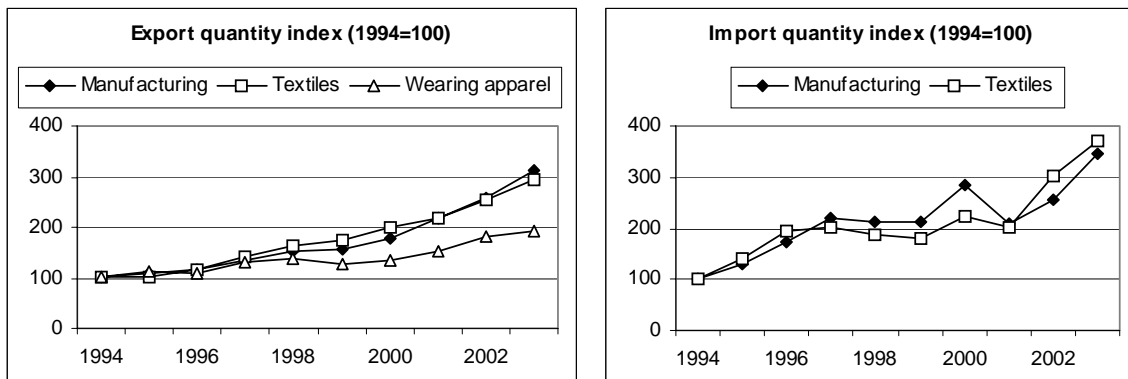 Export quantity index (1994=100)
Manufacturing Textiles Wearing apparel
400
300
200
100
0
1994 1996 1998 2000 2002
Import quantity index (1994=100)
Manufacturing Textiles
400
300
200
100
0
1994 1996 1998 2000 2002